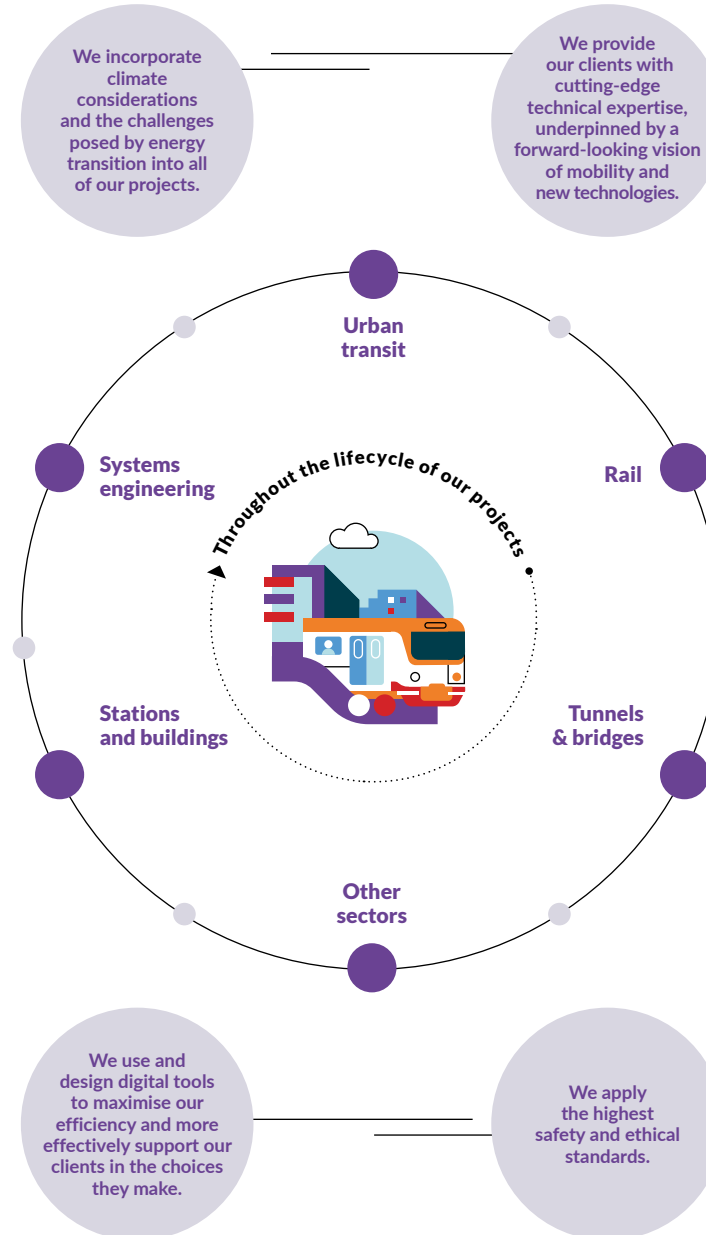 We incorporate
climate
considerations
and the challenges
posed by energy
transition into all
of our projects.
We provide
our clients with
cutting-edge
technical expertise,
underpinned by a
forward-looking vision
of mobility and
new technologies.
Urban
transit
Systems
engineering
Rail
Throughout the lifecycle of our projects
Stations
and buildings
Tunnels
& bridges
Other
sectors
We use and
design digital tools
to maximise our
efficiency and more
effectively support our
clients in the choices
they make.
We apply
the highest
safety and ethical
standards.